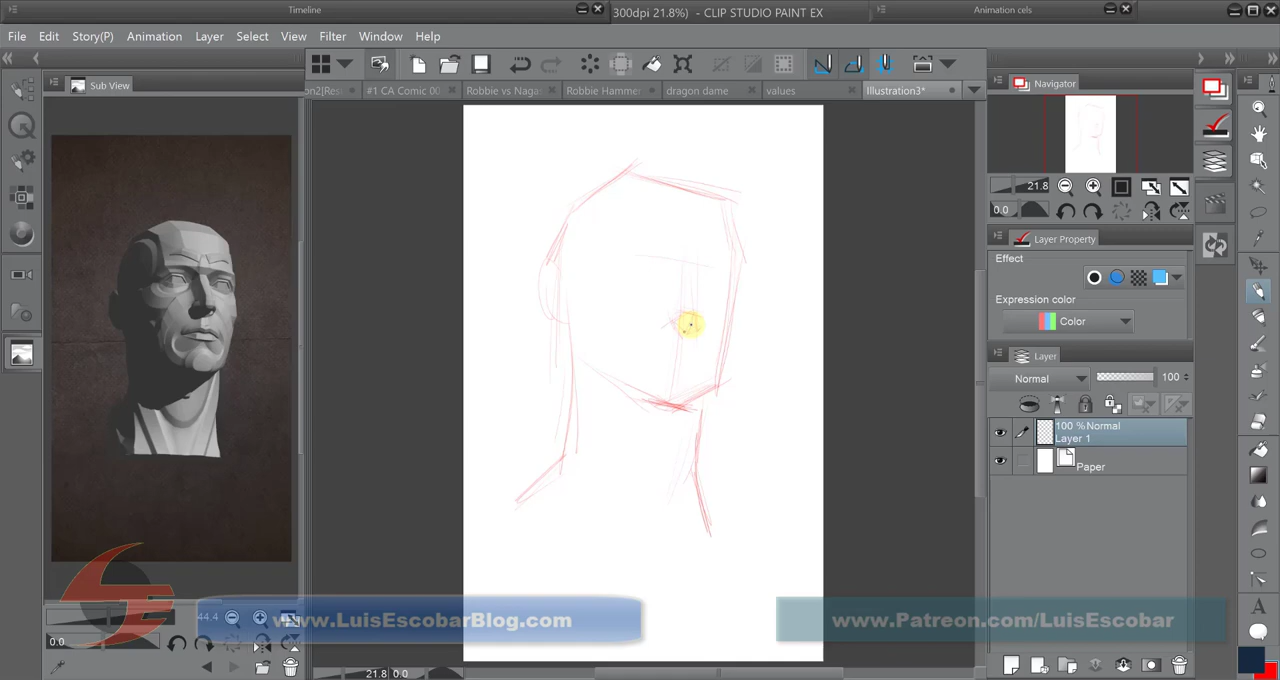 Timeline
300dpi 21.8%) - CLIP STUDIO PAINT EX
Animation cels
File Edit Story(P) Animation Layer Select View Filter Window Help
Sub View
#1 CA Comic 00
Robbie vs Naga
Robbie Hammer
dragon dame
values
Illustration3*
Navigator
21.8
0.0
Layer Property
Effect
Expression color
Color
Layer
Normal
100
100 %Normal
Layer 1
Paper
44.4
0.0
www.LuisEscobarBlog.com
www.Patreon.com/LuisEscobar
21.8 0.0